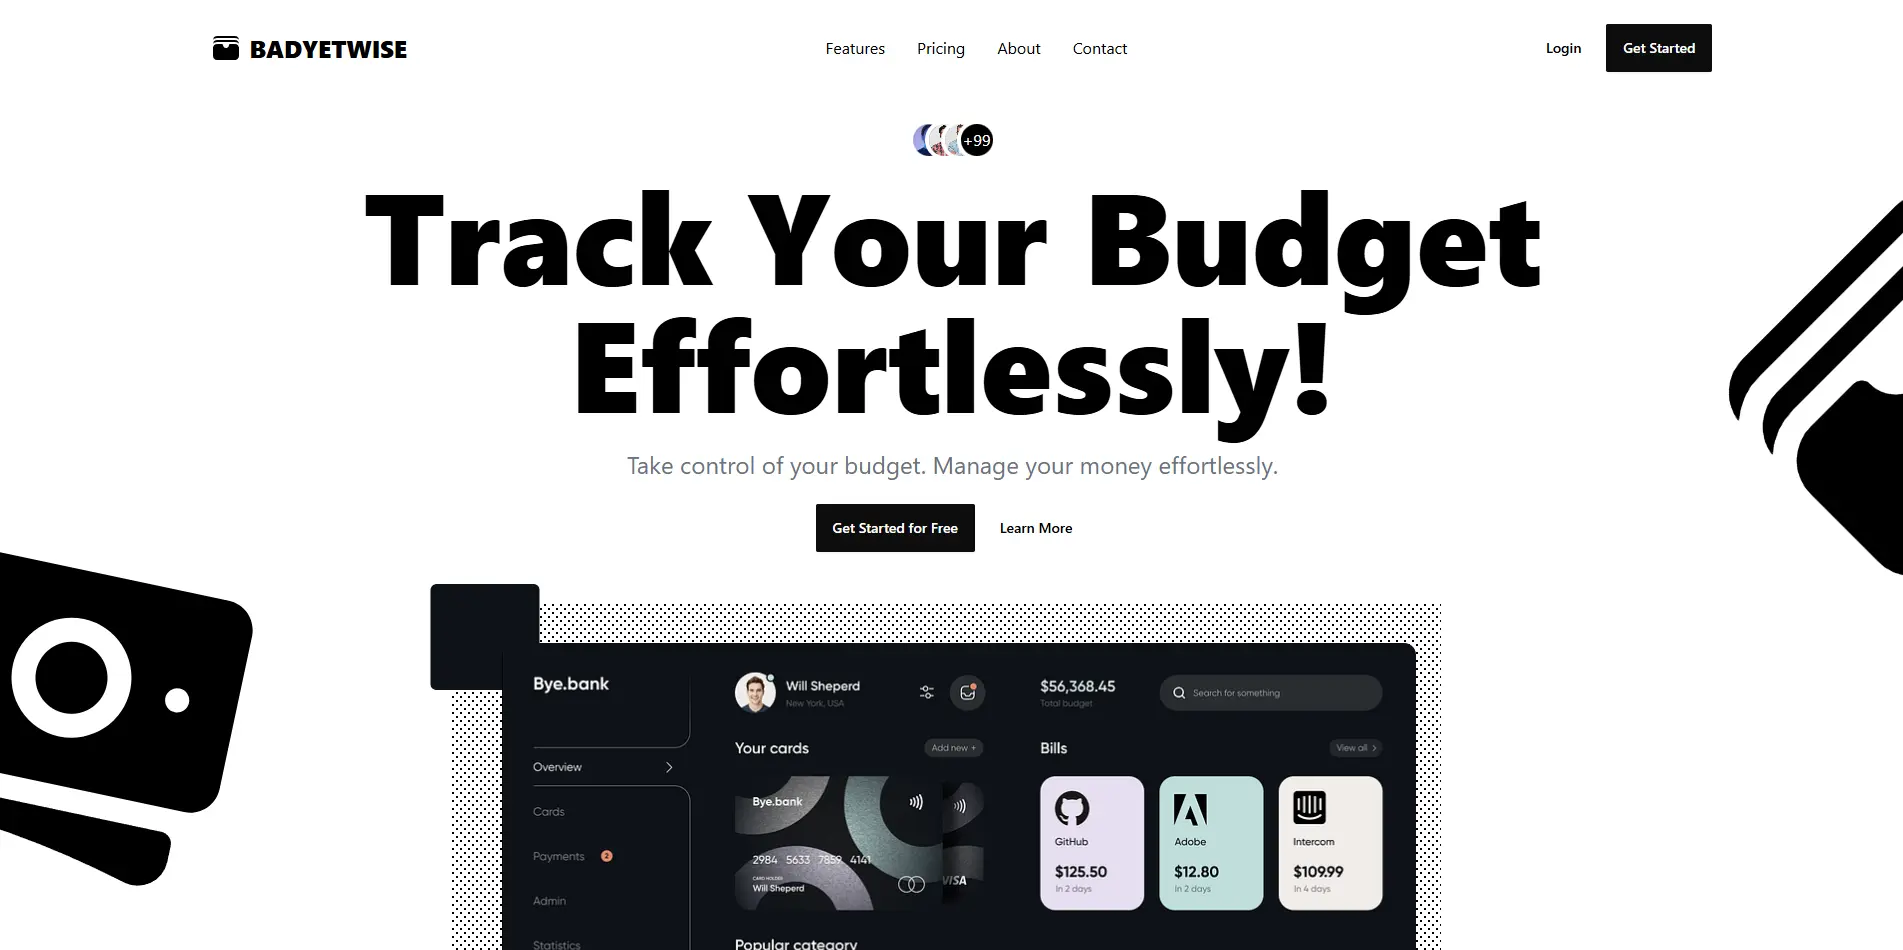 BADYETWISE
Features Pricing About Contact
Login Get Started
+99
Track Your Budget
Effortlessly!
Take control of your budget. Manage your money effortlessly.
Get Started for Free Learn More
Bye.bank
Overview
Cards
Payments 2
Admin
Statistics
Will Sheperd
New York, USA
Your cards Add new +
Bye.bank
2984 5633 7859 4141
CARD HOLDER
Will Sheperd
VISA
Popular category
$56,368.45
Total budget
Search for something
Bills View all
GitHub
$125.50
In 2 days
Adobe
$12.80
In 2 days
Intercom
$109.99
In 4 days